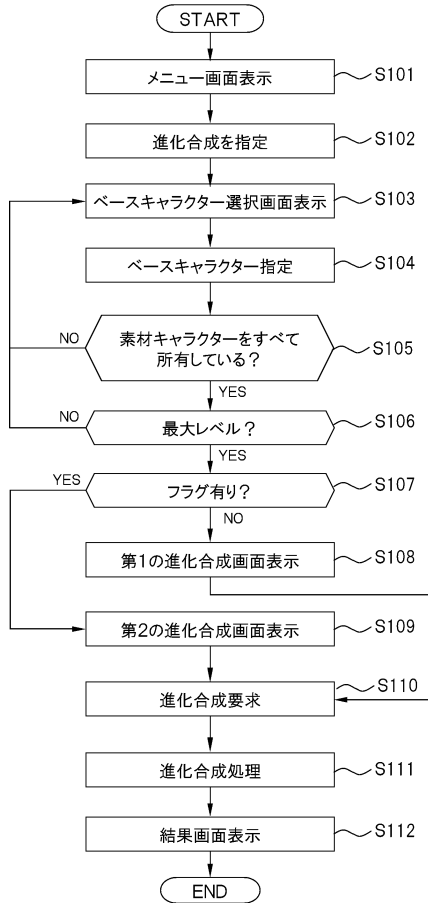 START
メニュー画面表示
S101
進化合成を指定
S102
ベースキャラクター選択画面表示
S103
ベースキャラクター指定
S104
NO
素材キャラクターをすべて
所有している？
S105
YES
NO
最大レベル？
S106
YES
YES
フラグ有り？
S107
NO
第1の進化合成画面表示
S108
第2の進化合成画面表示
S109
進化合成要求
S110
進化合成処理
S111
結果画面表示
S112
END